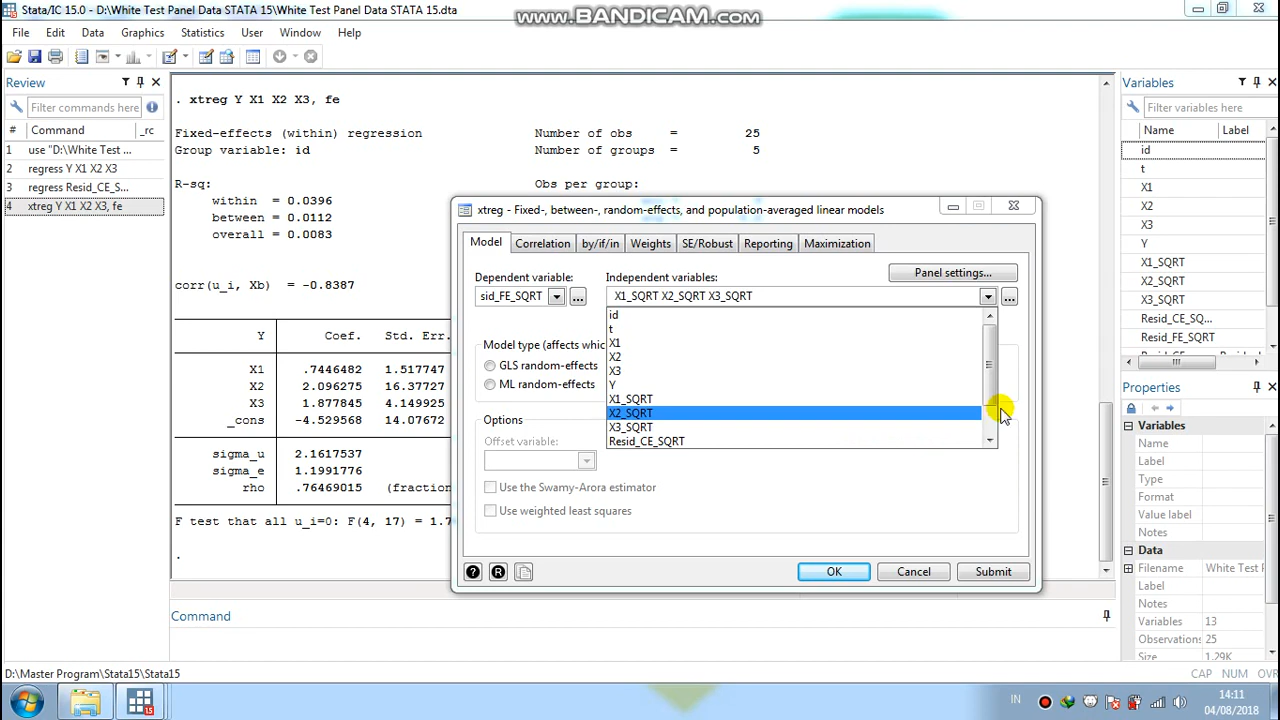 Stata/IC 15.0 - D:\White Test Panel Data STATA 15\White Test Panel Data STATA 15.dta
www.BANDICAM.com
File Edit Data Graphics Statistics User Window Help
Review
Filter commands here
# Command _rc
1 use "D:\White Test ...
2 regress Y X1 X2 X3
3 regress Resid_CE_S...
4 xtreg Y X1 X2 X3, fe
. xtreg Y X1 X2 X3, fe
Fixed-effects (within) regression Number of obs = 25
Group variable: id Number of groups = 5
R-sq: Obs per group:
within = 0.0396
between = 0.0112
overall = 0.0083
corr(u_i, Xb) = -0.8387
Y Coef. Std. Err.
X1 .7446482 1.517747
X2 2.096275 16.37727
X3 1.877845 4.149925
_cons -4.529568 14.07672
sigma_u 2.1617537
sigma_e 1.1991776
rho .76469015 (fraction
F test that all u_i=0: F(4, 17) = 1.7
.
xtreg - Fixed-, between-, random-effects, and population-averaged linear models
Model Correlation by/if/in Weights SE/Robust Reporting Maximization
Panel settings...
Dependent variable: Independent variables:
sid_FE_SQRT ... X1_SQRT X2_SQRT X3_SQRT ...
id
t
X1
X2
X3
Y
X1_SQRT
X2_SQRT
X3_SQRT
Resid_CE_SQRT
Model type (affects whic
GLS random-effects
ML random-effects
Options
Offset variable:
Use the Swamy-Arora estimator
Use weighted least squares
? R OK Cancel Submit
Variables
Filter variables here
Name Label
id
t
X1
X2
X3
Y
X1_SQRT
X2_SQRT
X3_SQRT
Resid_CE_SQ...
Resid_FE_SQRT
Properties
Variables
Name
Label
Type
Format
Value label
Notes
Data
Filename White Test P
Label
Notes
Variables 13
Observations 25
Size 1.29K
Command
D:\Master Program\Stata15\Stata15
CAP NUM OVR
15
IN
14:11
04/08/2018